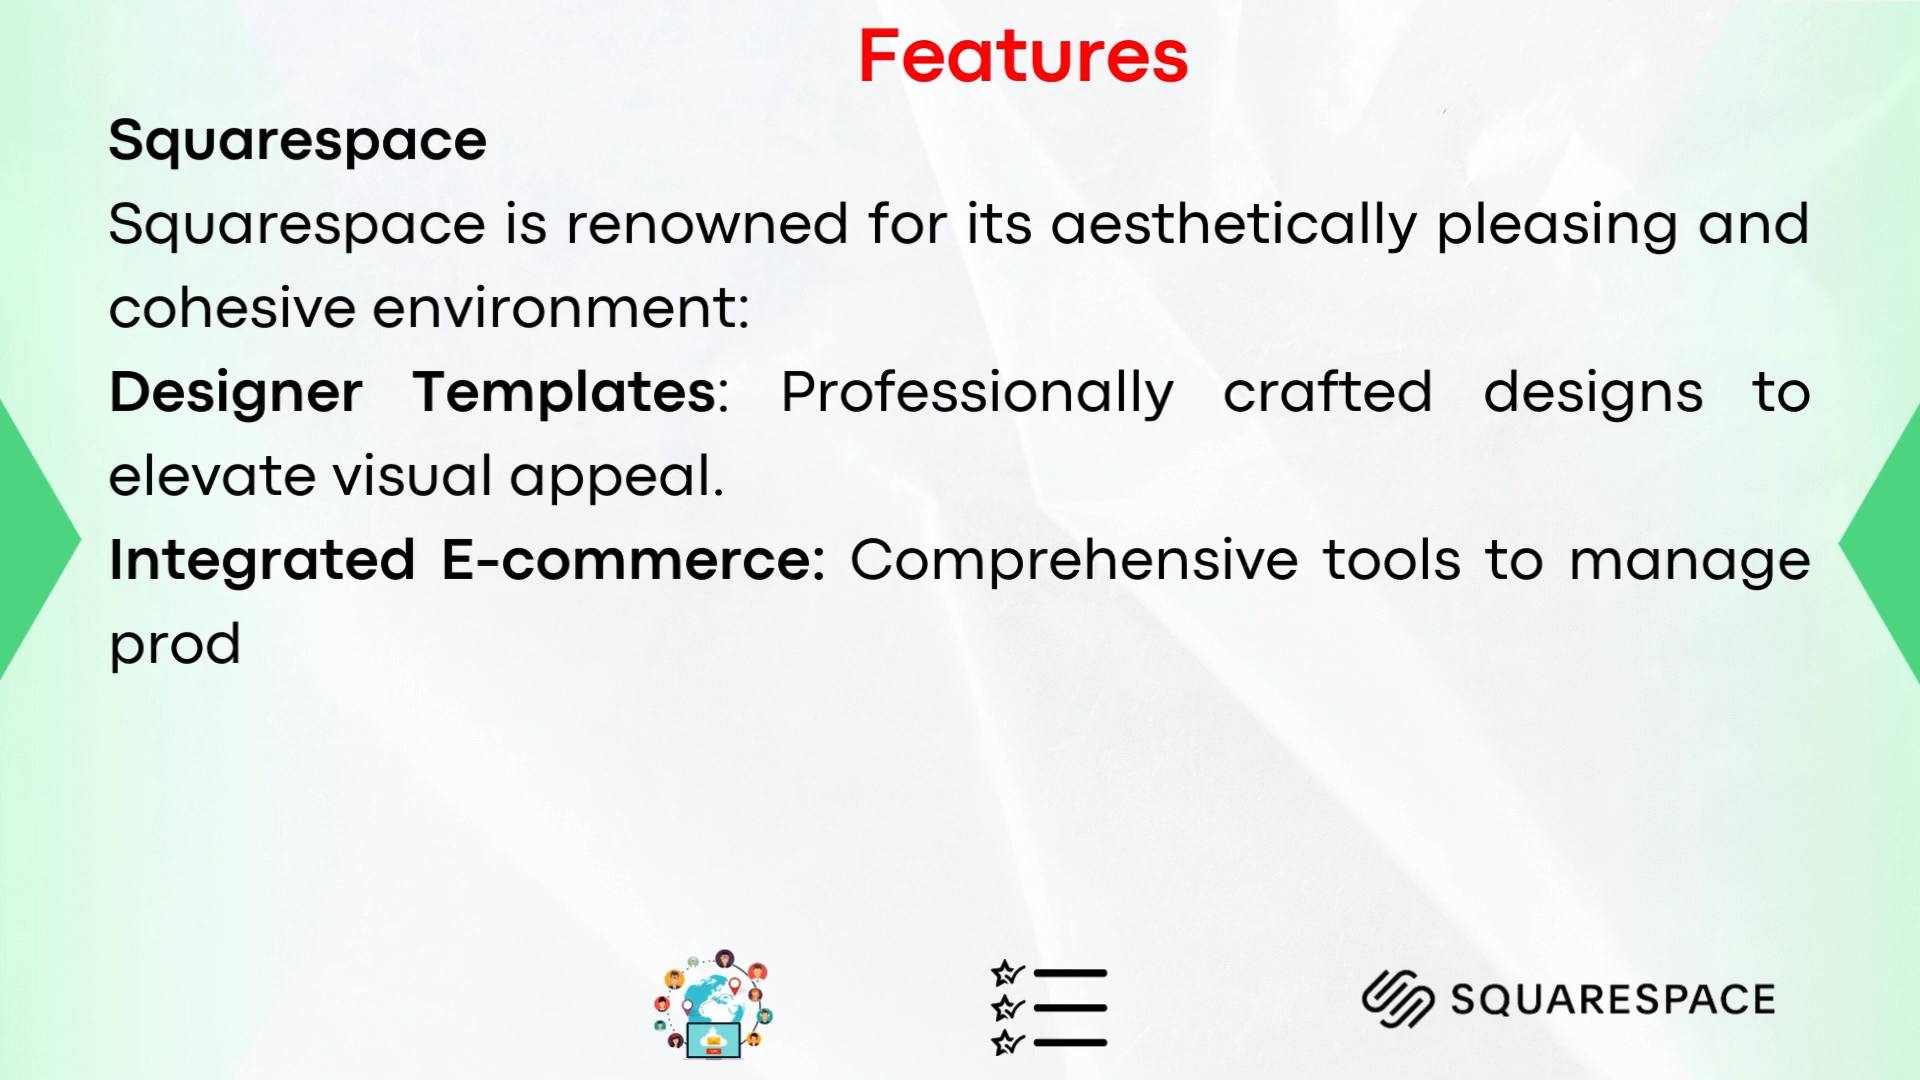 Features
Squarespace
Squarespace is renowned for its aesthetically pleasing and
cohesive environment:
Designer Templates: Professionally crafted designs to
elevate visual appeal.
Integrated E-commerce: Comprehensive tools to manage
prod
SQUARESPACE